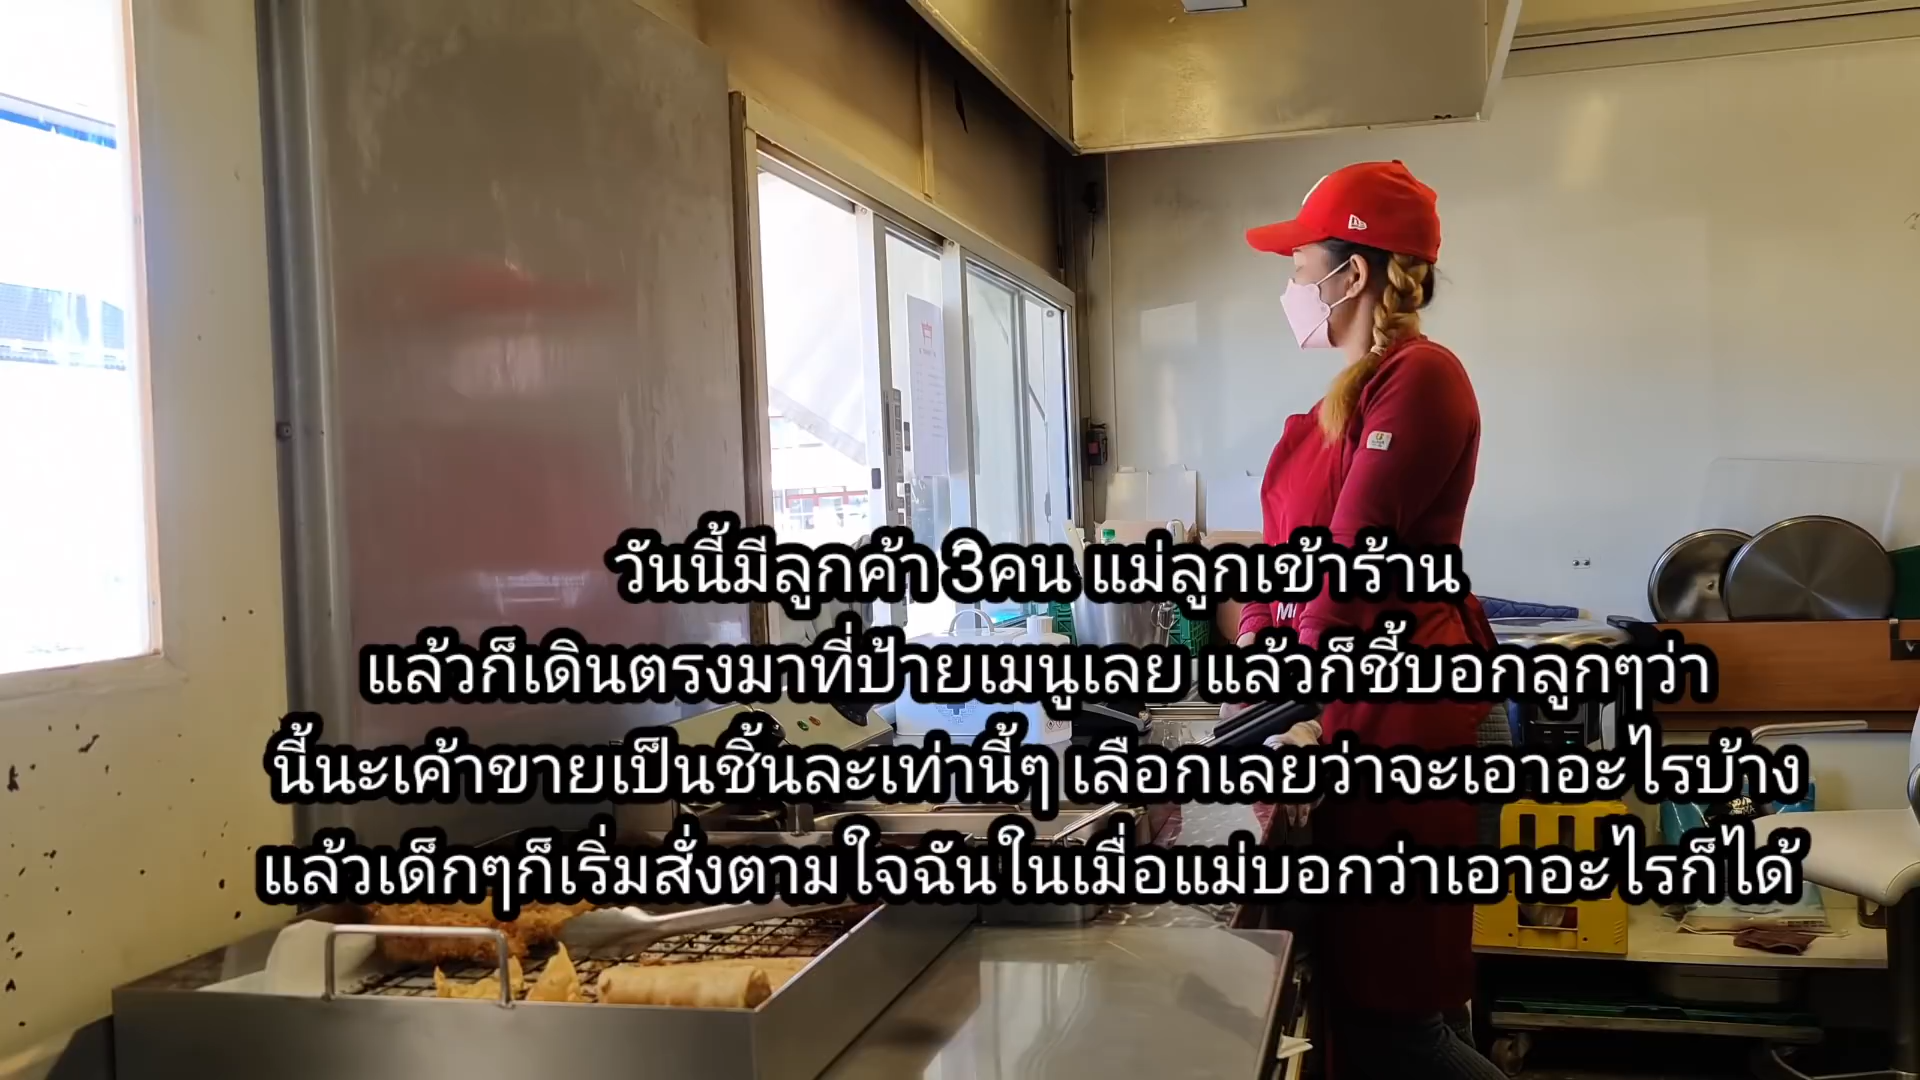 วันนี้มีลูกค้า 3คน แม่ลูกเข้าร้าน
แล้วก็เดินตรงมาที่ป้ายเมนูเลย แล้วก็ชี้บอกลูกๆว่า
นี้นะเค้าขายเป็นชิ้นละเท่านี้ๆ เลือกเลยว่าจะเอาอะไรบ้าง
แล้วเด็กๆก็เริ่มสั่งตามใจฉันในเมื่อแม่บอกว่าเอาอะไรก็ได้